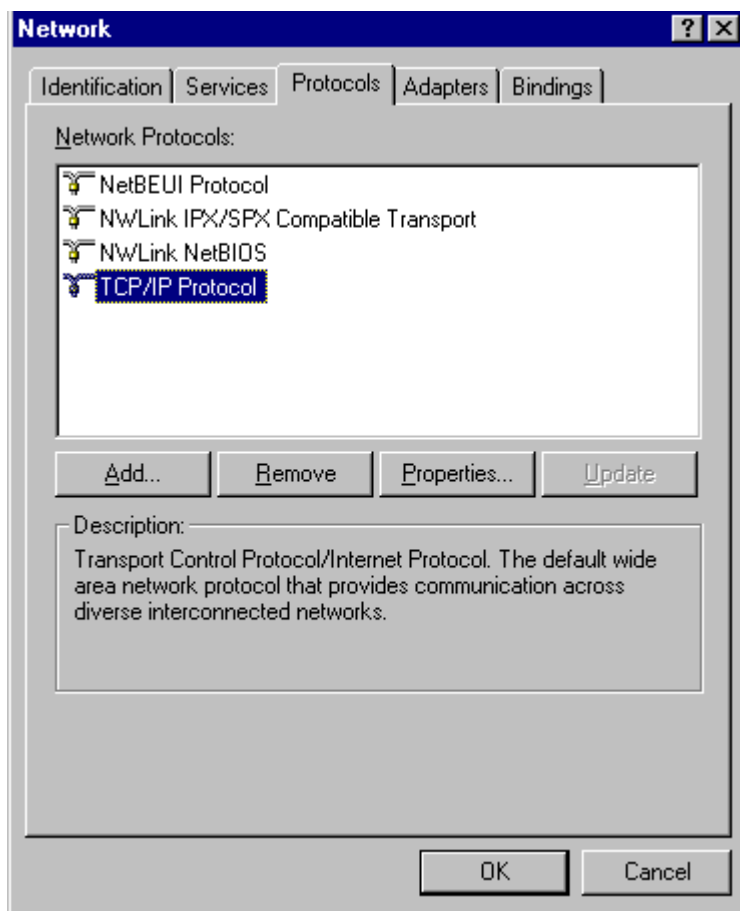 Network
Identification Services Protocols Adapters Bindings
Network Protocols:
NetBEUI Protocol
NWLink IPX/SPX Compatible Transport
NWLink NetBIOS
TCP/IP Protocol
Add... Remove Properties... Update
Description:
Transport Control Protocol/Internet Protocol. The default wide
area network protocol that provides communication across
diverse interconnected networks.
OK Cancel